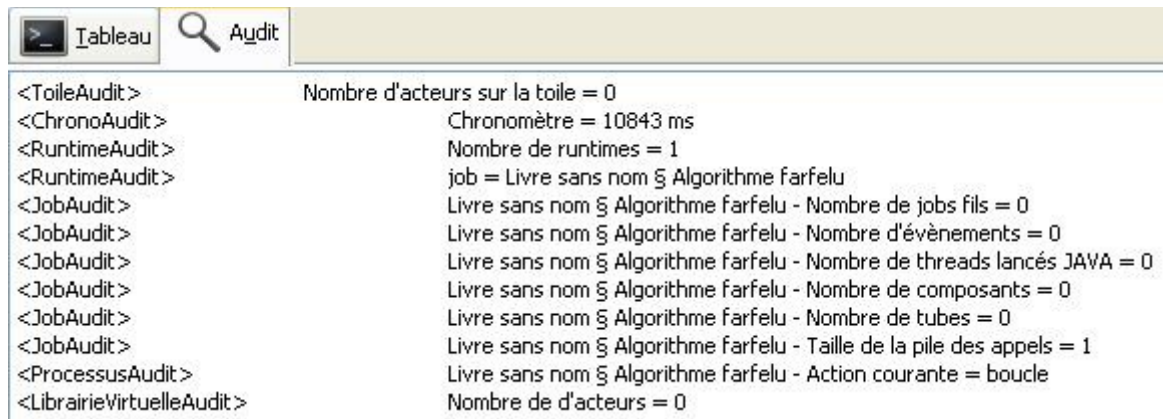 >_ Tableau Audit
<ToileAudit> Nombre d'acteurs sur la toile = 0
<ChronoAudit> Chronomètre = 10843 ms
<RuntimeAudit> Nombre de runtimes = 1
<RuntimeAudit> job = Livre sans nom § Algorithme farfelu
<JobAudit> Livre sans nom § Algorithme farfelu - Nombre de jobs fils = 0
<JobAudit> Livre sans nom § Algorithme farfelu - Nombre d'évènements = 0
<JobAudit> Livre sans nom § Algorithme farfelu - Nombre de threads lancés JAVA = 0
<JobAudit> Livre sans nom § Algorithme farfelu - Nombre de composants = 0
<JobAudit> Livre sans nom § Algorithme farfelu - Nombre de tubes = 0
<JobAudit> Livre sans nom § Algorithme farfelu - Taille de la pile des appels = 1
<ProcessusAudit> Livre sans nom § Algorithme farfelu - Action courante = boucle
<LibrairieVirtuelleAudit> Nombre de d'acteurs = 0